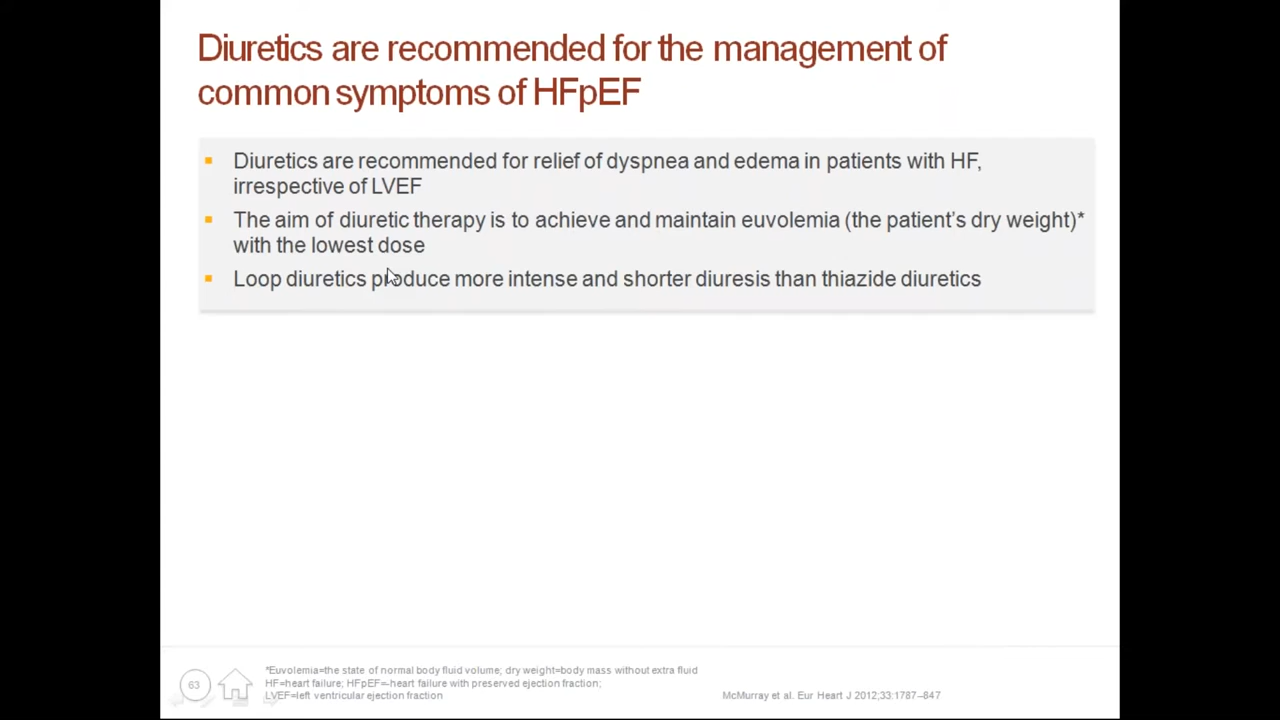 Diuretics are recommended for the management of
common symptoms of HFpEF
Diuretics are recommended for relief of dyspnea and edema in patients with HF,
irrespective of LVEF
The aim of diuretic therapy is to achieve and maintain euvolemia (the patient's dry weight)*
with the lowest dose
Loop diuretics produce more intense and shorter diuresis than thiazide diuretics
*Euvolemia=the state of normal body fluid volume; dry weight=body mass without extra fluid
HF=heart failure; HFpEF=-heart failure with preserved ejection fraction;
63
LVEF=left ventricular ejection fraction
McMurray et al. Eur Heart J 2012;33:1787–847